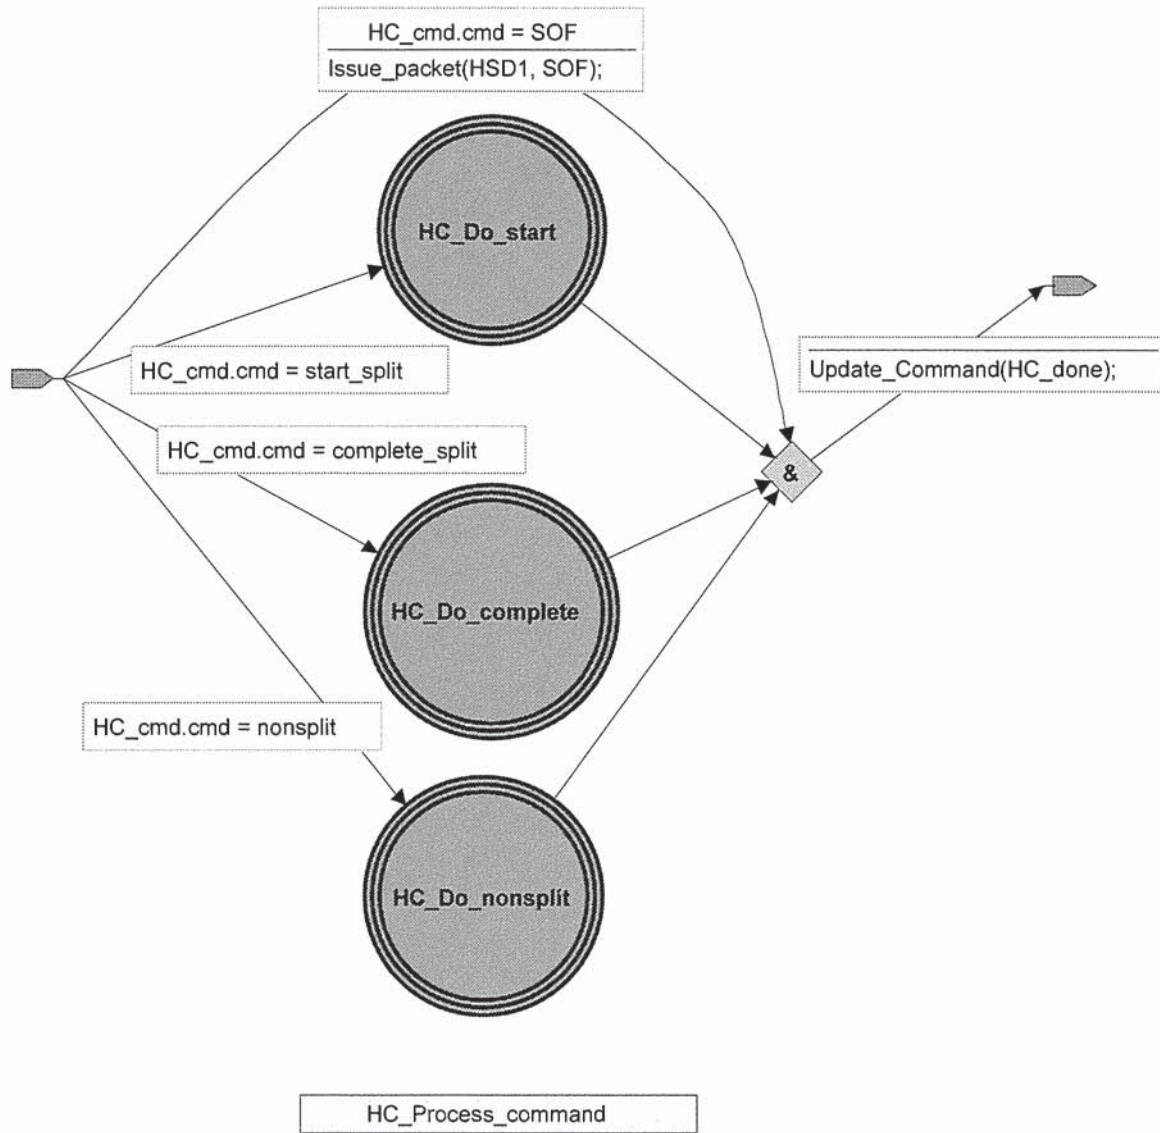 HC_cmd.cmd = SOF
Issue_packet(HSD1, SOF);
HC_Do_start
HC_cmd.cmd = start_split
Update_Command(HC_done);
HC_cmd.cmd = complete_split
&
HC_Do_complete
HC_cmd.cmd = nonsplit
HC_Do_nonsplit
HC_Process_command